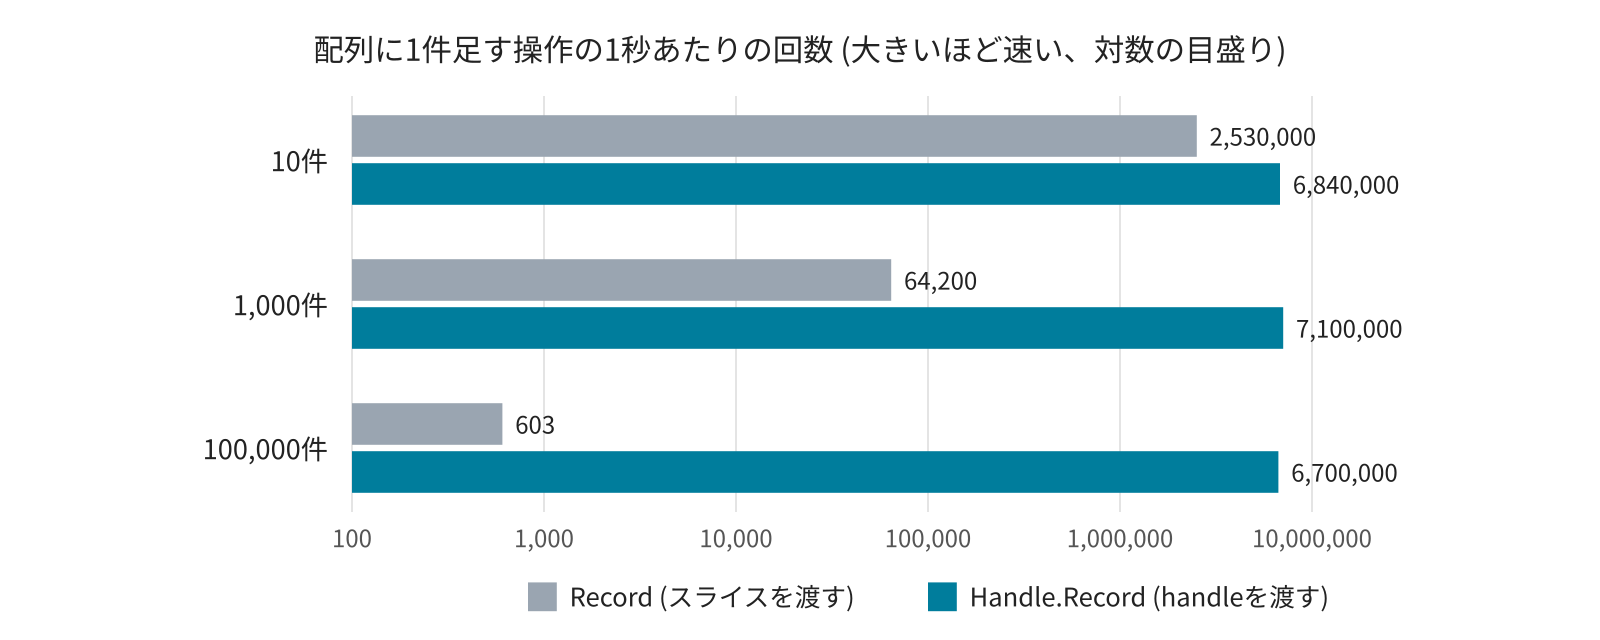 配列に1件足す操作の1秒あたりの回数 (大きいほど速い、対数の目盛り)
10件
2,530,000
6,840,000
1,000件
64,200
7,100,000
100,000件
603
6,700,000
100 1,000 10,000 100,000 1,000,000 10,000,000
Record (スライスを渡す) Handle.Record (handleを渡す)